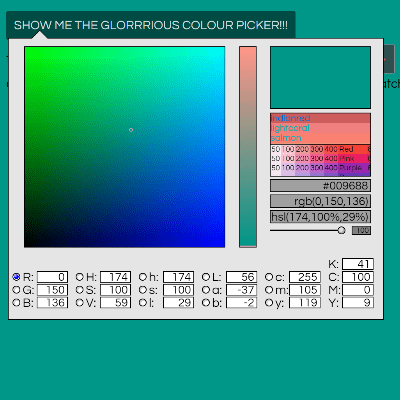 SHOW ME THE GLORRRIOUS COLOUR PICKER!!!
indianred
lightcoral
salmon
50 100 200 300 400 Red
50 100 200 300 400 Pink
50 100 200 300 400 Purple
#009688
rgb(0,150,136)
hsl(174,100%,29%)
100
K: 41
R: 0 H: 174 h: 174 L: 56 c: 255 C: 100
G: 150 S: 100 s: 100 a: -37 m: 105 M: 0
B: 136 V: 59 l: 29 b: -2 y: 119 Y: 9